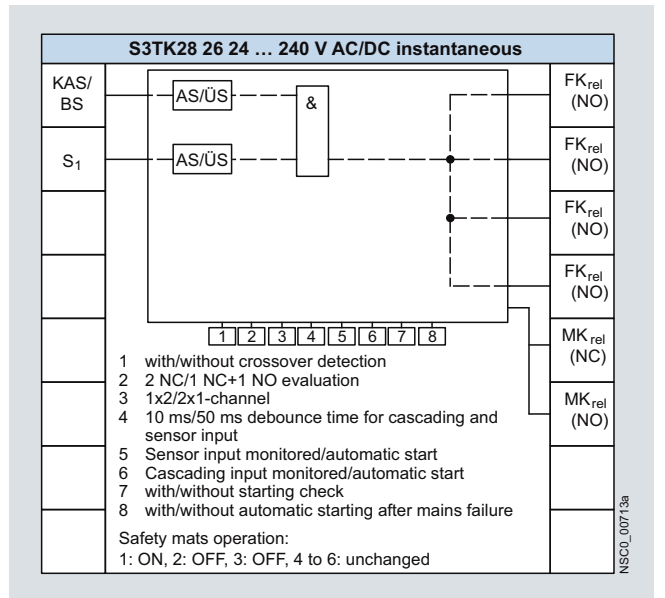 S3TK28 26 24 … 240 V AC/DC instantaneous
KAS/
BS
AS/ÜS
&
FKrel
(NO)
S1
AS/ÜS
FKrel
(NO)
FKrel
(NO)
FKrel
(NO)
MKrel
(NC)
MKrel
(NO)
1 2 3 4 5 6 7 8
1 with/without crossover detection
2 2 NC/1 NC+1 NO evaluation
3 1x2/2x1-channel
4 10 ms/50 ms debounce time for cascading and
sensor input
5 Sensor input monitored/automatic start
6 Cascading input monitored/automatic start
7 with/without starting check
8 with/without automatic starting after mains failure
Safety mats operation:
1: ON, 2: OFF, 3: OFF, 4 to 6: unchanged
NSC0_00713a